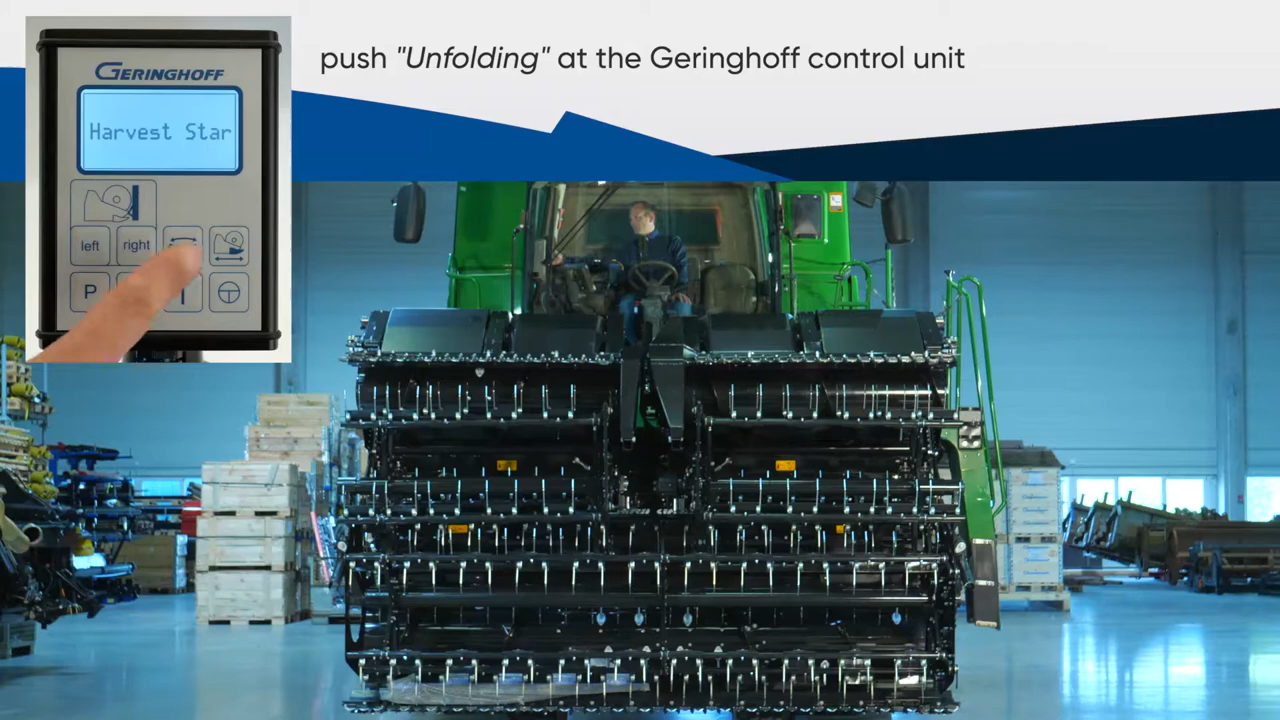 push "Unfolding" at the Geringhoff control unit
GERINGHOFF
Harvest Star
left
right
P